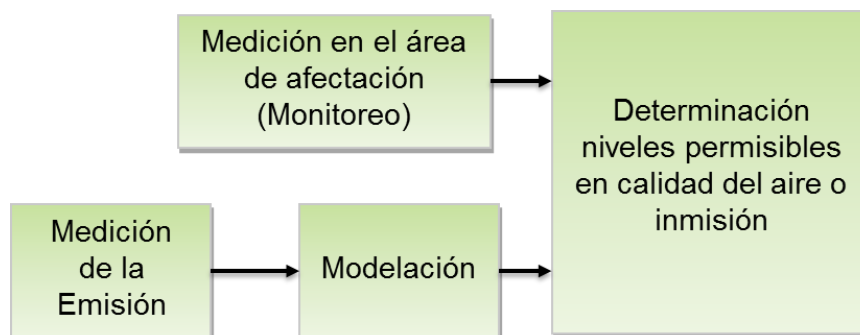 Medición en el área
de afectación
(Monitoreo)
Determinación
niveles permisibles
en calidad del aire o
inmisión
Medición
de la
Emisión
Modelación